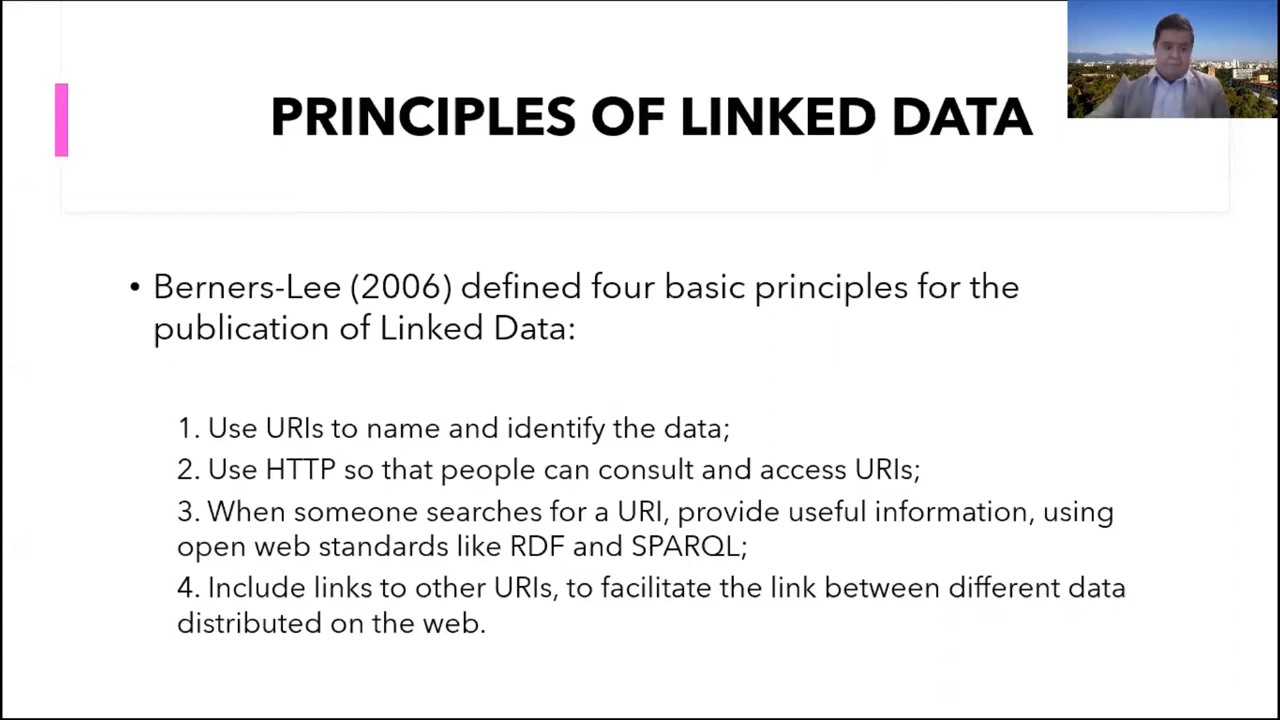 PRINCIPLES OF LINKED DATA
• Berners-Lee (2006) defined four basic principles for the
publication of Linked Data:
1. Use URIs to name and identify the data;
2. Use HTTP so that people can consult and access URIs;
3. When someone searches for a URI, provide useful information, using
open web standards like RDF and SPARQL;
4. Include links to other URIs, to facilitate the link between different data
distributed on the web.